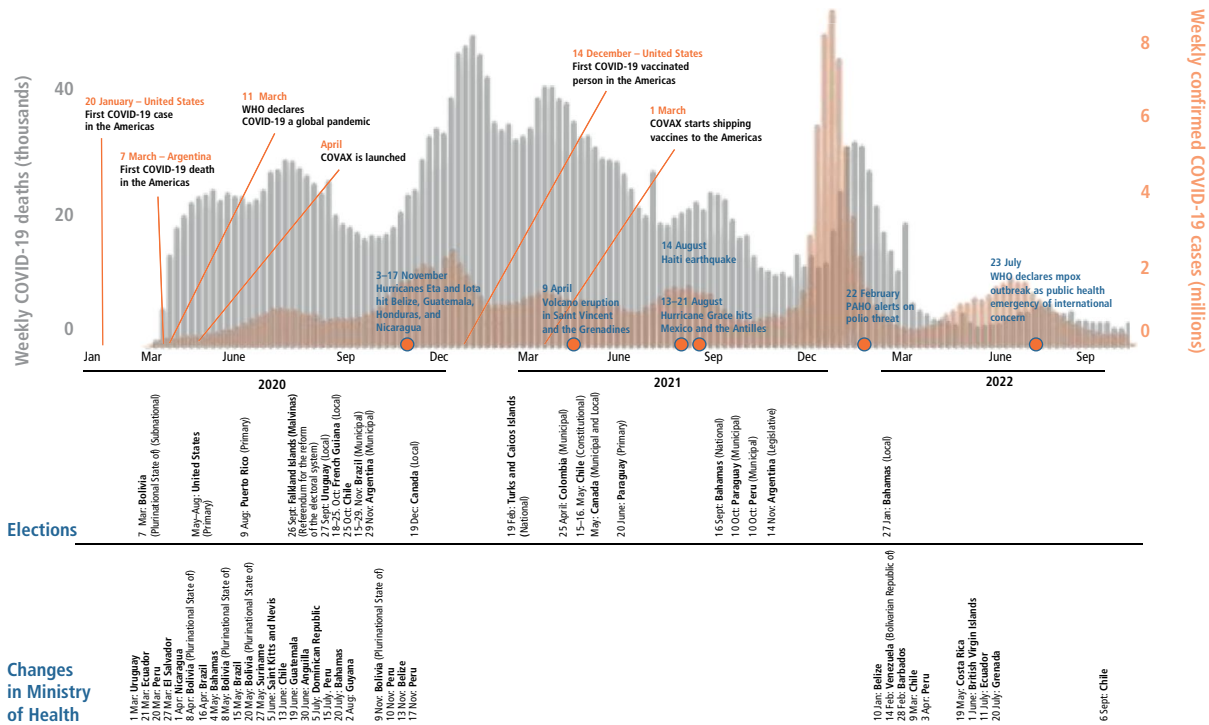 Weekly COVID-19 deaths (thousands)
40
20
0
Weekly confirmed COVID-19 cases (millions)
8
6
4
2
0
20 January – United States
First COVID-19 case
in the Americas
7 March – Argentina
First COVID-19 death
in the Americas
11 March
WHO declares
COVID-19 a global pandemic
April
COVAX is launched
14 December – United States
First COVID-19 vaccinated
person in the Americas
1 March
COVAX starts shipping
vaccines to the Americas
3–17 November
Hurricanes Eta and Iota
hit Belize, Guatemala,
Honduras, and
Nicaragua
9 April
Volcano eruption
in Saint Vincent
and the Grenadines
14 August
Haiti earthquake
13–21 August
Hurricane Grace hits
Mexico and the Antilles
22 February
PAHO alerts on
polio threat
23 July
WHO declares mpox
outbreak as public health
emergency of international
concern
Jan
Mar
June
Sep
Dec
Mar
June
Sep
Dec
Mar
June
Sep
2020
2021
2022
Elections
7 Mar: Bolivia
(Plurinational State of) (Subnational)
May–Aug: United States
(Primary)
9 Aug: Puerto Rico (Primary)
26 Sept: Falkland Islands (Malvinas)
(Referendum for the reform
of the electoral system)
27 Sept: Uruguay (Local)
18–25. Oct: French Guiana (Local)
25 Oct: Chile
15–29. Nov: Brazil (Municipal)
29 Nov: Argentina (Municipal)
19 Dec: Canada (Local)
19 Feb: Turks and Caicos Islands
(National)
25 April: Colombia (Municipal)
15–16. May: Chile (Constitutional)
May: Canada (Municipal and Local)
20 June: Paraguay (Primary)
16 Sept: Bahamas (National)
10 Oct: Paraguay (Municipal)
10 Oct: Peru (Municipal)
14 Nov: Argentina (Legislative)
27 Jan: Bahamas (Local)
Changes
in Ministry
of Health
1 Mar: Uruguay
21 Mar: Ecuador
20 Mar: Peru
27 Mar: El Salvador
1 Apr: Nicaragua
8 Apr: Bolivia (Plurinational State of)
16 Apr: Brazil
4 May: Bahamas
8 May: Bolivia (Plurinational State of)
15 May: Brazil
20 May: Bolivia (Plurinational State of)
27 May: Suriname
5 June: Saint Kitts and Nevis
13 June: Chile
19 June: Guatemala
30 June: Anguilla
5 July: Dominican Republic
15 July. Peru
20 July: Bahamas
2 Aug: Guyana
9 Nov: Bolivia (Plurinational State of)
10 Nov: Peru
13 Nov: Belize
17 Nov: Peru
10 Jan: Belize
14 Feb: Venezuela (Bolivarian Republic of)
28 Feb: Barbados
9 Mar: Chile
3 Apr: Peru
19 May: Costa Rica
1 June: British Virgin Islands
11 July: Ecuador
20 July: Grenada
6 Sept: Chile